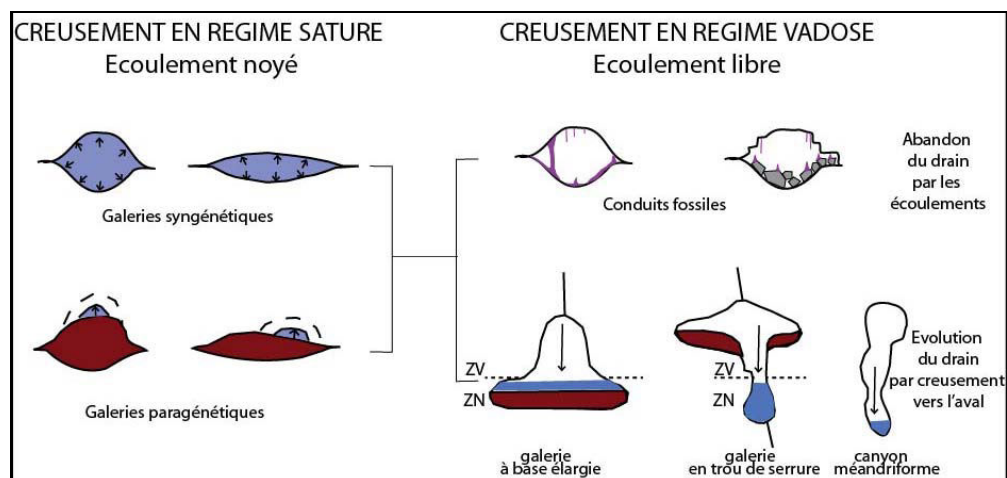 CREUSEMENT EN REGIME SATURE
Ecoulement noyé
Galeries syngénétiques
Galeries paragénétiques
CREUSEMENT EN REGIME VADOSE
Ecoulement libre
Conduits fossiles
Abandon
du drain
par les
écoulements
ZV
ZN
ZV
ZN
Evolution
du drain
par creusement
vers l'aval
galerie
à base élargie
galerie
en trou de serrure
canyon
méandriforme